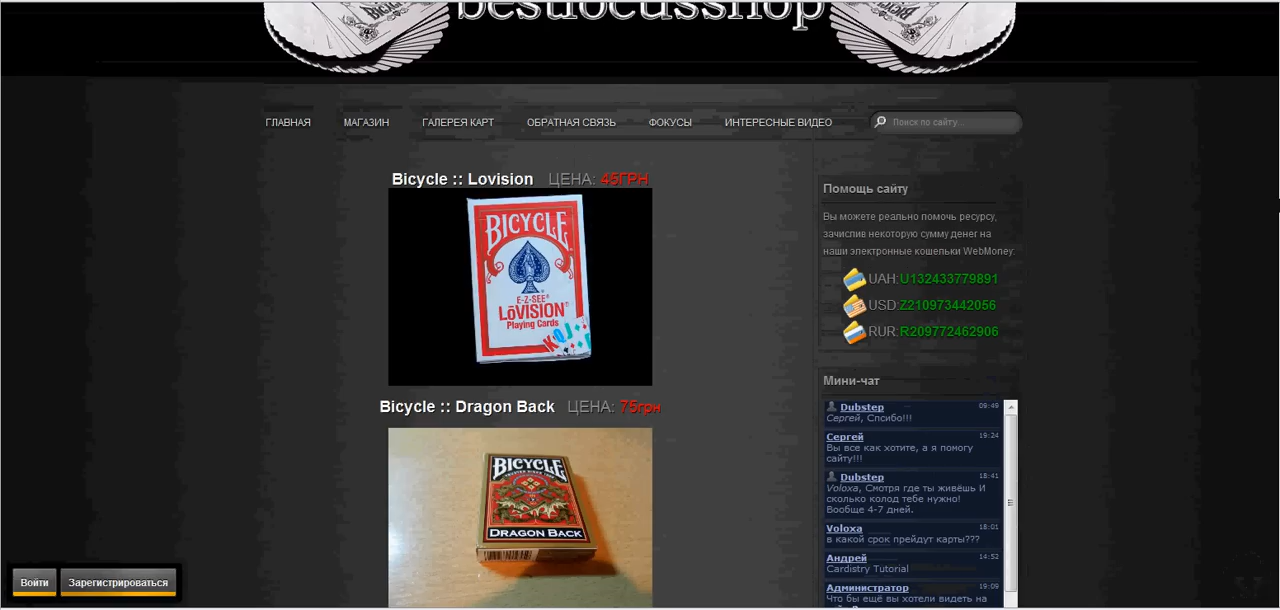 bestfocusshop
ГЛАВНАЯ МАГАЗИН ГАЛЕРЕЯ КАРТ ОБРАТНАЯ СВЯЗЬ ФОКУСЫ ИНТЕРЕСНЫЕ ВИДЕО Поиск по сайту...
Bicycle :: Lovision ЦЕНА: 45ГРН
BICYCLE
E-Z-SEE®
LōVISION®
Playing Cards
KQJ
Bicycle :: Dragon Back ЦЕНА: 75грн
BICYCLE
DRAGON BACK
Помощь сайту
Вы можете реально помочь ресурсу,
зачислив некоторую сумму денег на
наши электронные кошельки WebMoney:
UAH:U132433779891
USD:Z210973442056
RUR:R209772462906
Мини-чат
Dubstep 09:49
Сергей, Спсибо!!!
Сергей 19:24
Вы все как хотите, а я помогу
сайту!!!
Dubstep 18:41
Voloxa, Смотря где ты живёшь И
сколько колод тебе нужно!
Вообще 4-7 дней.
Voloxa 18:01
в какой срок прейдут карты???
Андрей 14:52
Cardistry Tutorial
Администратор 19:09
Что бы ещё вы хотели видеть на
Войти Зарегистрироваться